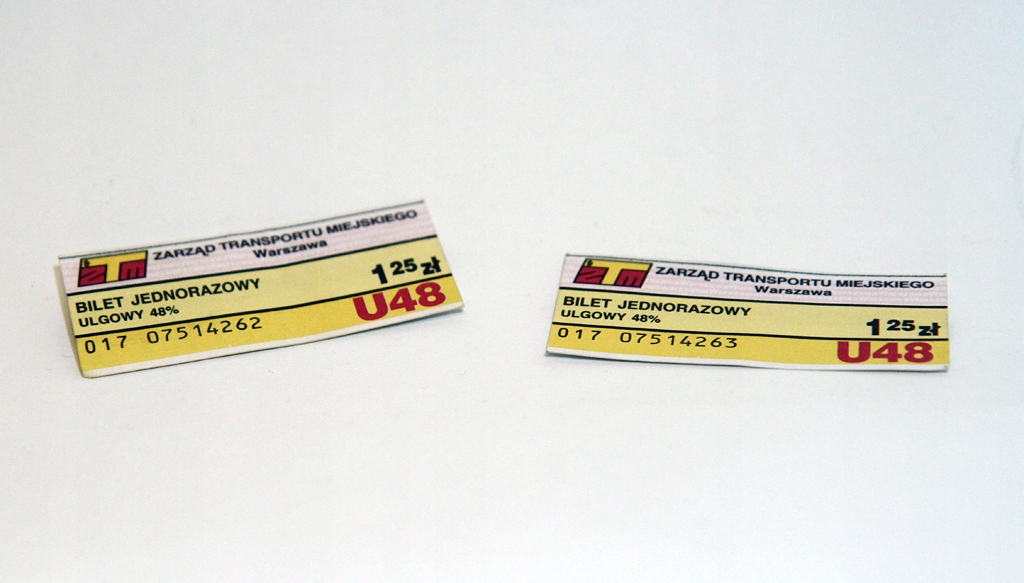 ZTM ZARZĄD TRANSPORTU MIEJSKIEGO
Warszawa
BILET JEDNORAZOWY
1 25 zł
ULGOWY 48%
U48
017 07514262
ZTM ZARZĄD TRANSPORTU MIEJSKIEGO
Warszawa
BILET JEDNORAZOWY
ULGOWY 48%
1 25 zł
017 07514263
U48